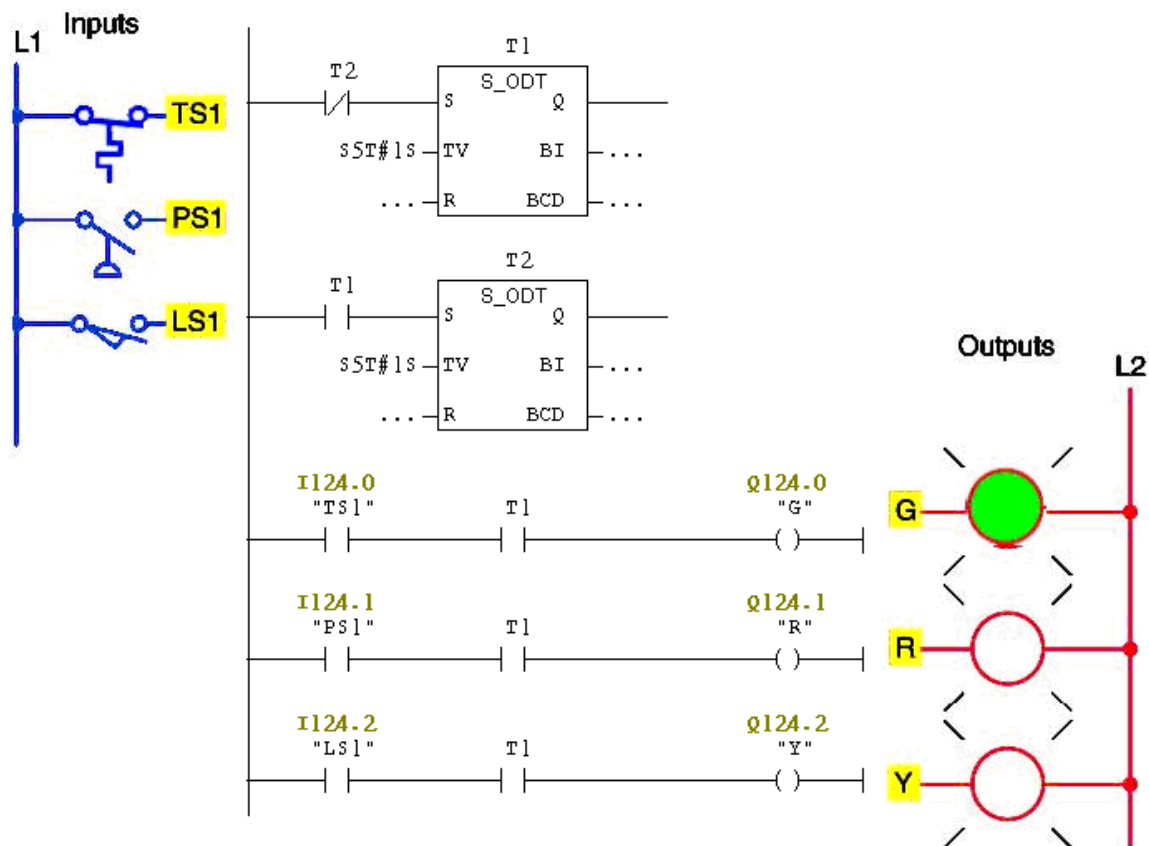 Inputs
L1
TS1
PS1
LS1
T1
T2
S_ODT
S Q
S5T#1S TV BI ...
... R BCD ...
T2
T1
S_ODT
S Q
S5T#1S TV BI ...
... R BCD ...
Outputs
L2
I124.0 Q124.0
"TS1" T1 "G"
G
I124.1 Q124.1
"PS1" T1 "R"
R
I124.2 Q124.2
"LS1" T1 "Y"
Y